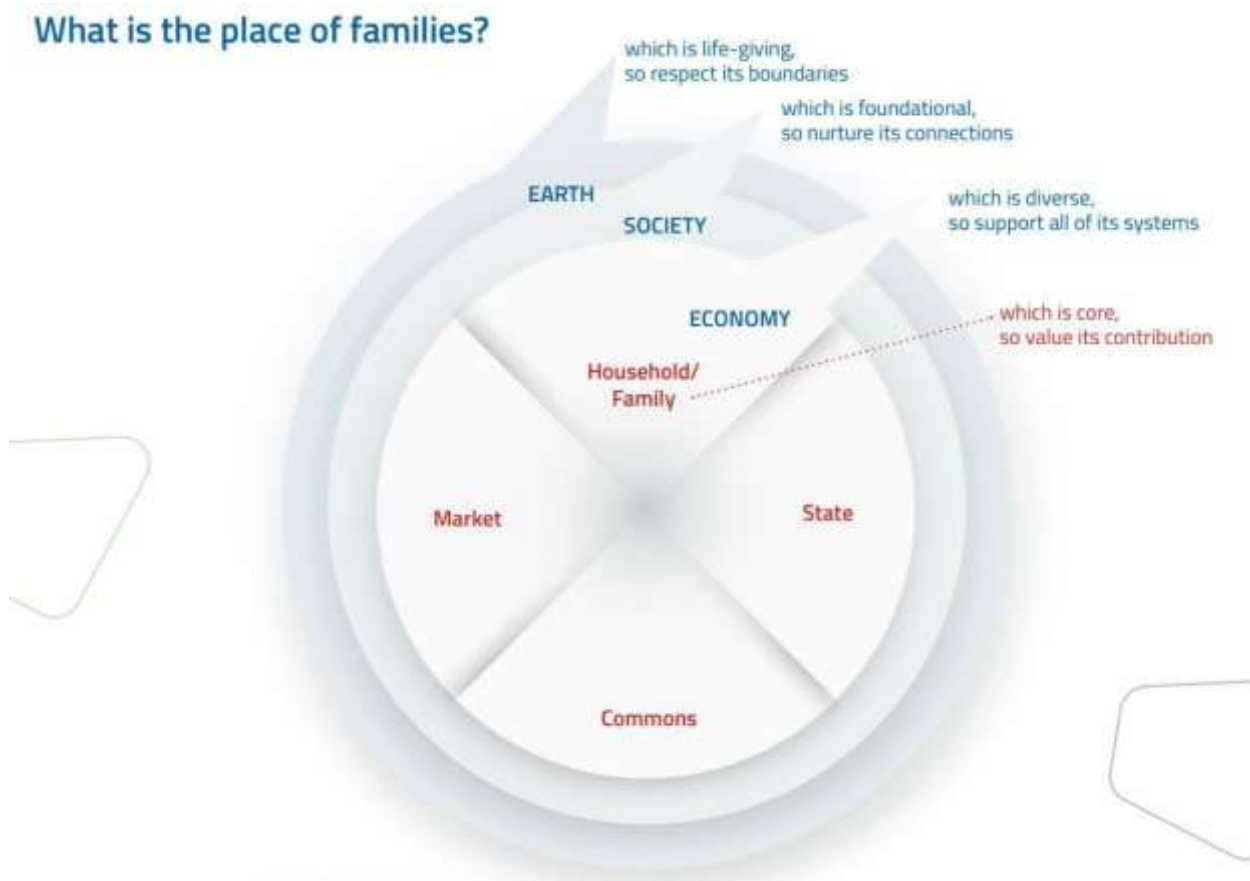 What is the place of families?
which is life-giving,
so respect its boundaries
which is foundational,
so nurture its connections
EARTH
which is diverse,
so support all of its systems
SOCIETY
ECONOMY
which is core,
so value its contribution
Household/
Family
Market
State
Commons